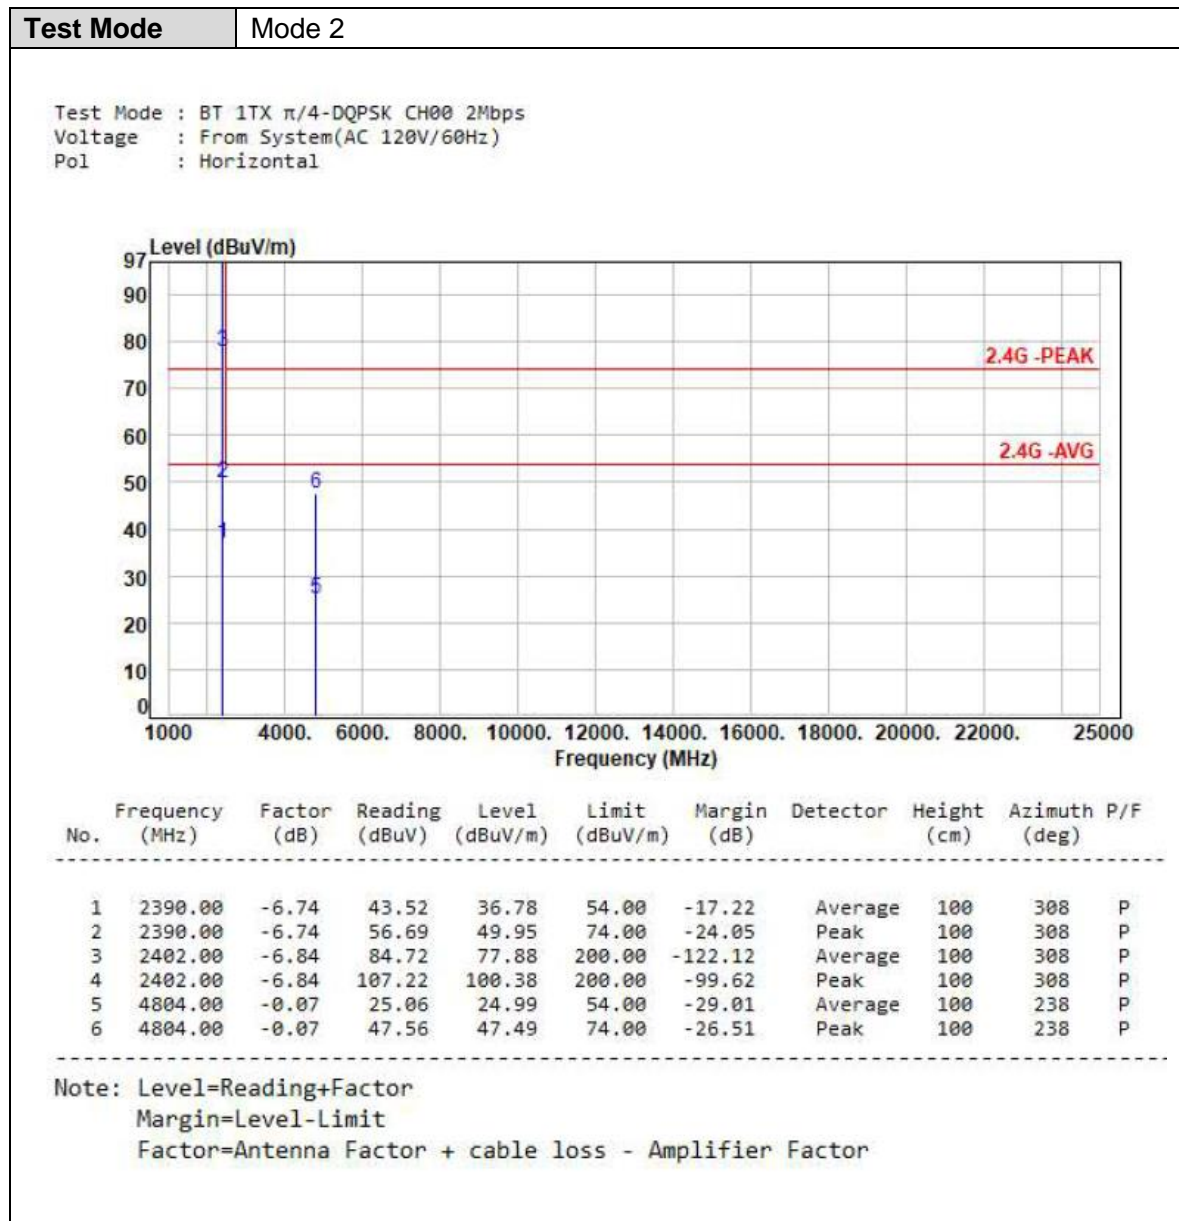 Test Mode Mode 2
Test Mode : BT 1TX π/4-DQPSK CH00 2Mbps
Voltage : From System(AC 120V/60Hz)
Pol : Horizontal
Level (dBuV/m)
97
90
80
70
60
50
40
30
20
10
0
3
2.4G -PEAK
2.4G -AVG
2
6
1
5
1000 4000. 6000. 8000. 10000. 12000. 14000. 16000. 18000. 20000. 22000. 25000
Frequency (MHz)
Frequency Factor Reading Level Limit Margin Detector Height Azimuth P/F
No. (MHz) (dB) (dBuV) (dBuV/m) (dBuV/m) (dB) (cm) (deg)
1 2390.00 -6.74 43.52 36.78 54.00 -17.22 Average 100 308 P
2 2390.00 -6.74 56.69 49.95 74.00 -24.05 Peak 100 308 P
3 2402.00 -6.84 84.72 77.88 200.00 -122.12 Average 100 308 P
4 2402.00 -6.84 107.22 100.38 200.00 -99.62 Peak 100 308 P
5 4804.00 -0.07 25.06 24.99 54.00 -29.01 Average 100 238 P
6 4804.00 -0.07 47.56 47.49 74.00 -26.51 Peak 100 238 P
Note: Level=Reading+Factor
Margin=Level-Limit
Factor=Antenna Factor + cable loss - Amplifier Factor